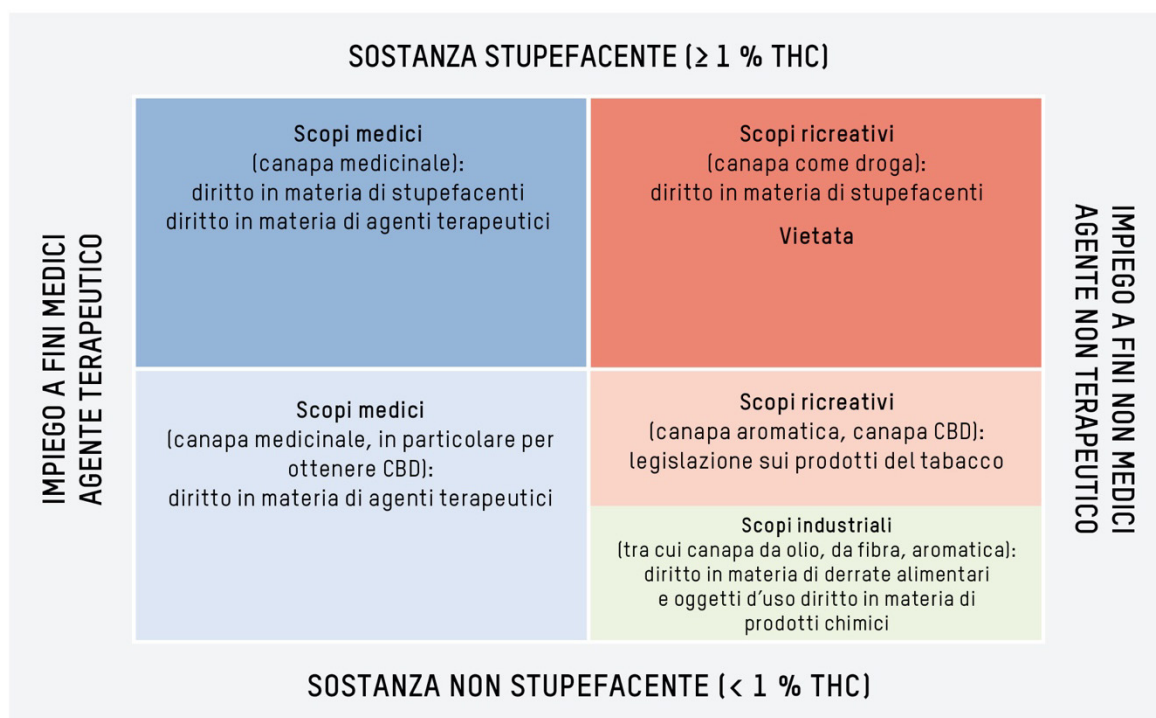 SOSTANZA STUPEFACENTE (≥ 1 % THC)
IMPIEGO A FINI MEDICI
AGENTE TERAPEUTICO
Scopi medici
(canapa medicinale):
diritto in materia di stupefacenti
diritto in materia di agenti terapeutici
Scopi ricreativi
(canapa come droga):
diritto in materia di stupefacenti
Vietata
Scopi medici
(canapa medicinale, in particolare per
ottenere CBD):
diritto in materia di agenti terapeutici
Scopi ricreativi
(canapa aromatica, canapa CBD):
legislazione sui prodotti del tabacco
Scopi industriali
(tra cui canapa da olio, da fibra, aromatica):
diritto in materia di derrate alimentari
e oggetti d’uso diritto in materia di
prodotti chimici
IMPIEGO A FINI NON MEDICI
AGENTE NON TERAPEUTICO
SOSTANZA NON STUPEFACENTE (< 1 % THC)